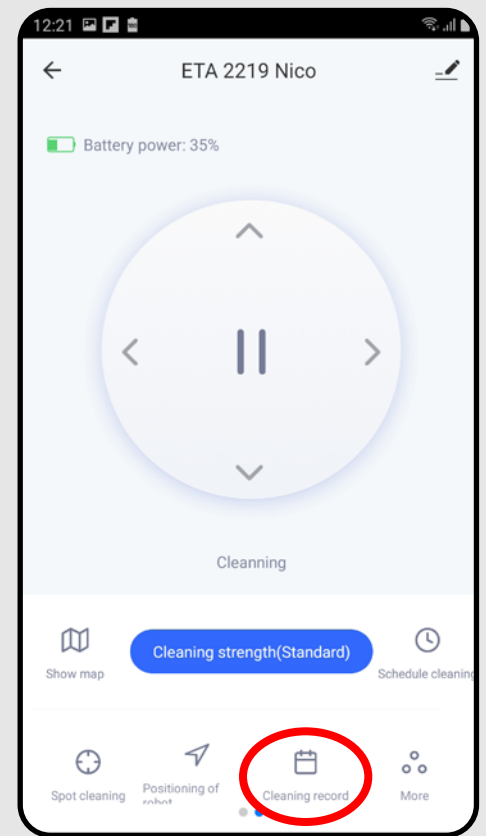 12:21
ETA 2219 Nico
Battery power: 35%
Cleanning
Show map
Cleaning strength(Standard)
Schedule cleaning
Spot cleaning
Positioning of
robot
Cleaning record
More